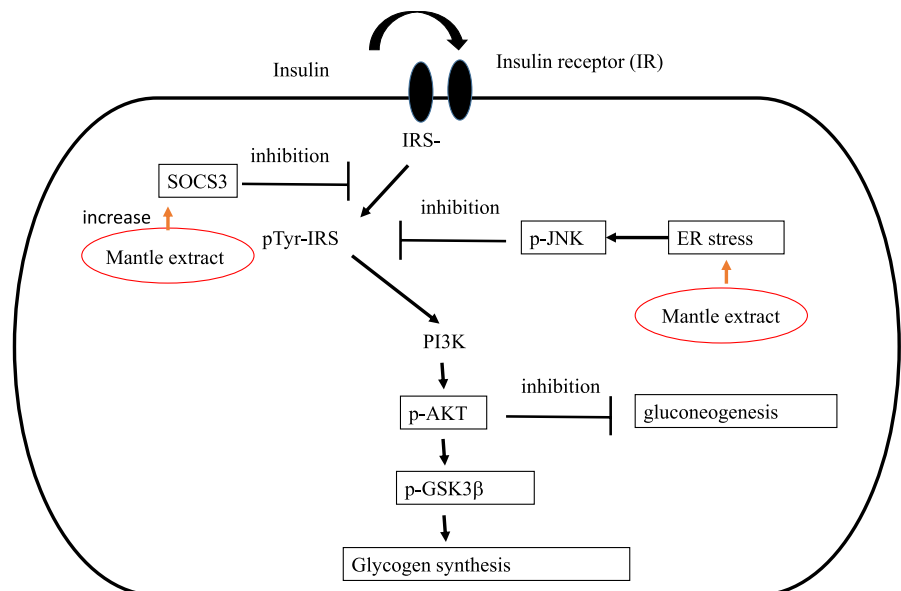 Insulin
Insulin receptor (IR)
IRS-
inhibition
SOCS3
increase
Mantle extract
pTyr-IRS
inhibition
p-JNK
ER stress
Mantle extract
PI3K
inhibition
p-AKT
gluconeogenesis
p-GSK3β
Glycogen synthesis